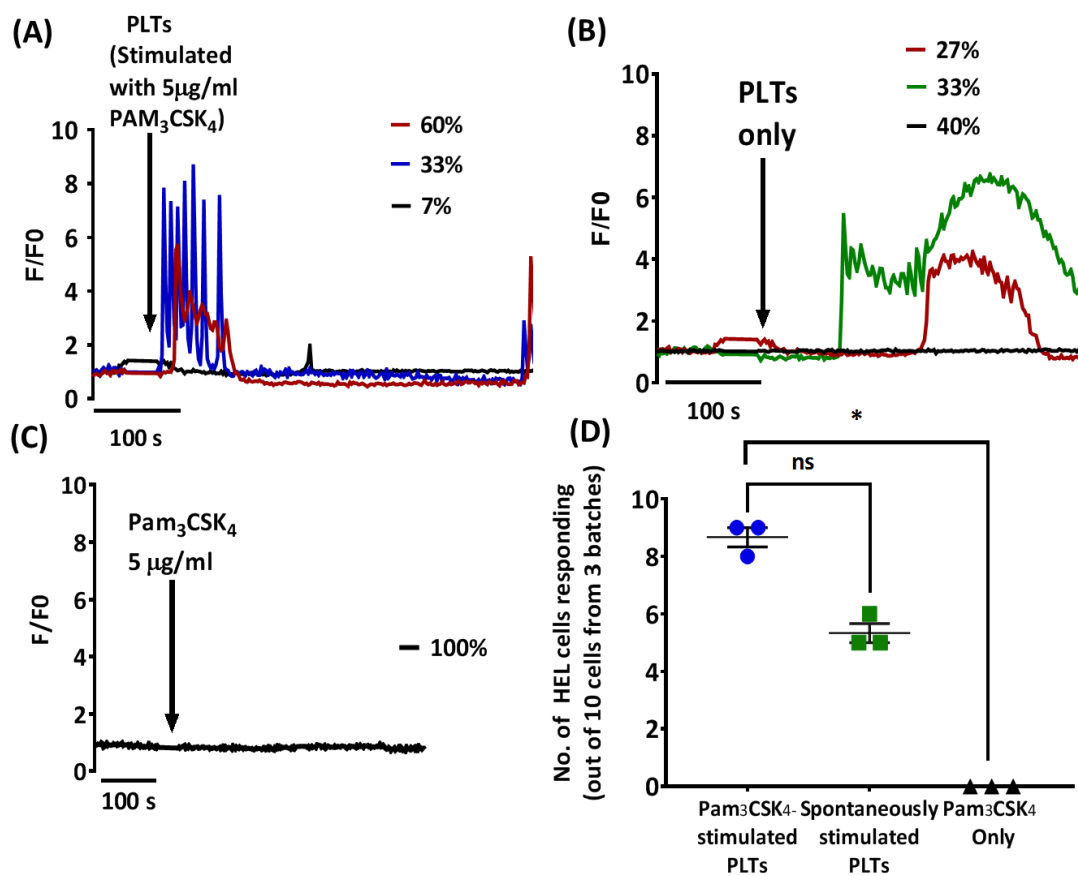 (A)
PLTs
(Stimulated
with 5μg/ml
PAM₃CSK₄)
60%
33%
7%
10
8
6
4
2
0
F/F0
100 s
(B)
PLTs
only
27%
33%
40%
10
8
6
4
2
0
F/F0
100 s
(C)
Pam₃CSK₄
5 μg/ml
100%
10
8
6
4
2
0
F/F0
100 s
(D)
*
ns
No. of HEL cells responding
(out of 10 cells from 3 batches)
10
8
6
4
2
0
Pam₃CSK₄-
stimulated
PLTs
Spontaneously
stimulated
PLTs
Pam₃CSK₄
Only